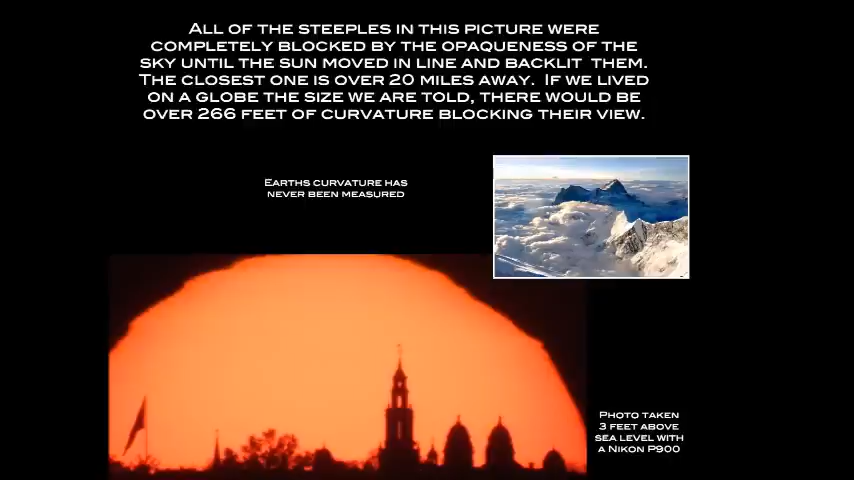 ALL OF THE STEEPLES IN THIS PICTURE WERE
COMPLETELY BLOCKED BY THE OPAQUENESS OF THE
SKY UNTIL THE SUN MOVED IN LINE AND BACKLIT THEM.
THE CLOSEST ONE IS OVER 20 MILES AWAY. IF WE LIVED
ON A GLOBE THE SIZE WE ARE TOLD, THERE WOULD BE
OVER 266 FEET OF CURVATURE BLOCKING THEIR VIEW.
EARTHS CURVATURE HAS
NEVER BEEN MEASURED
PHOTO TAKEN
3 FEET ABOVE
SEA LEVEL WITH
A NIKON P900